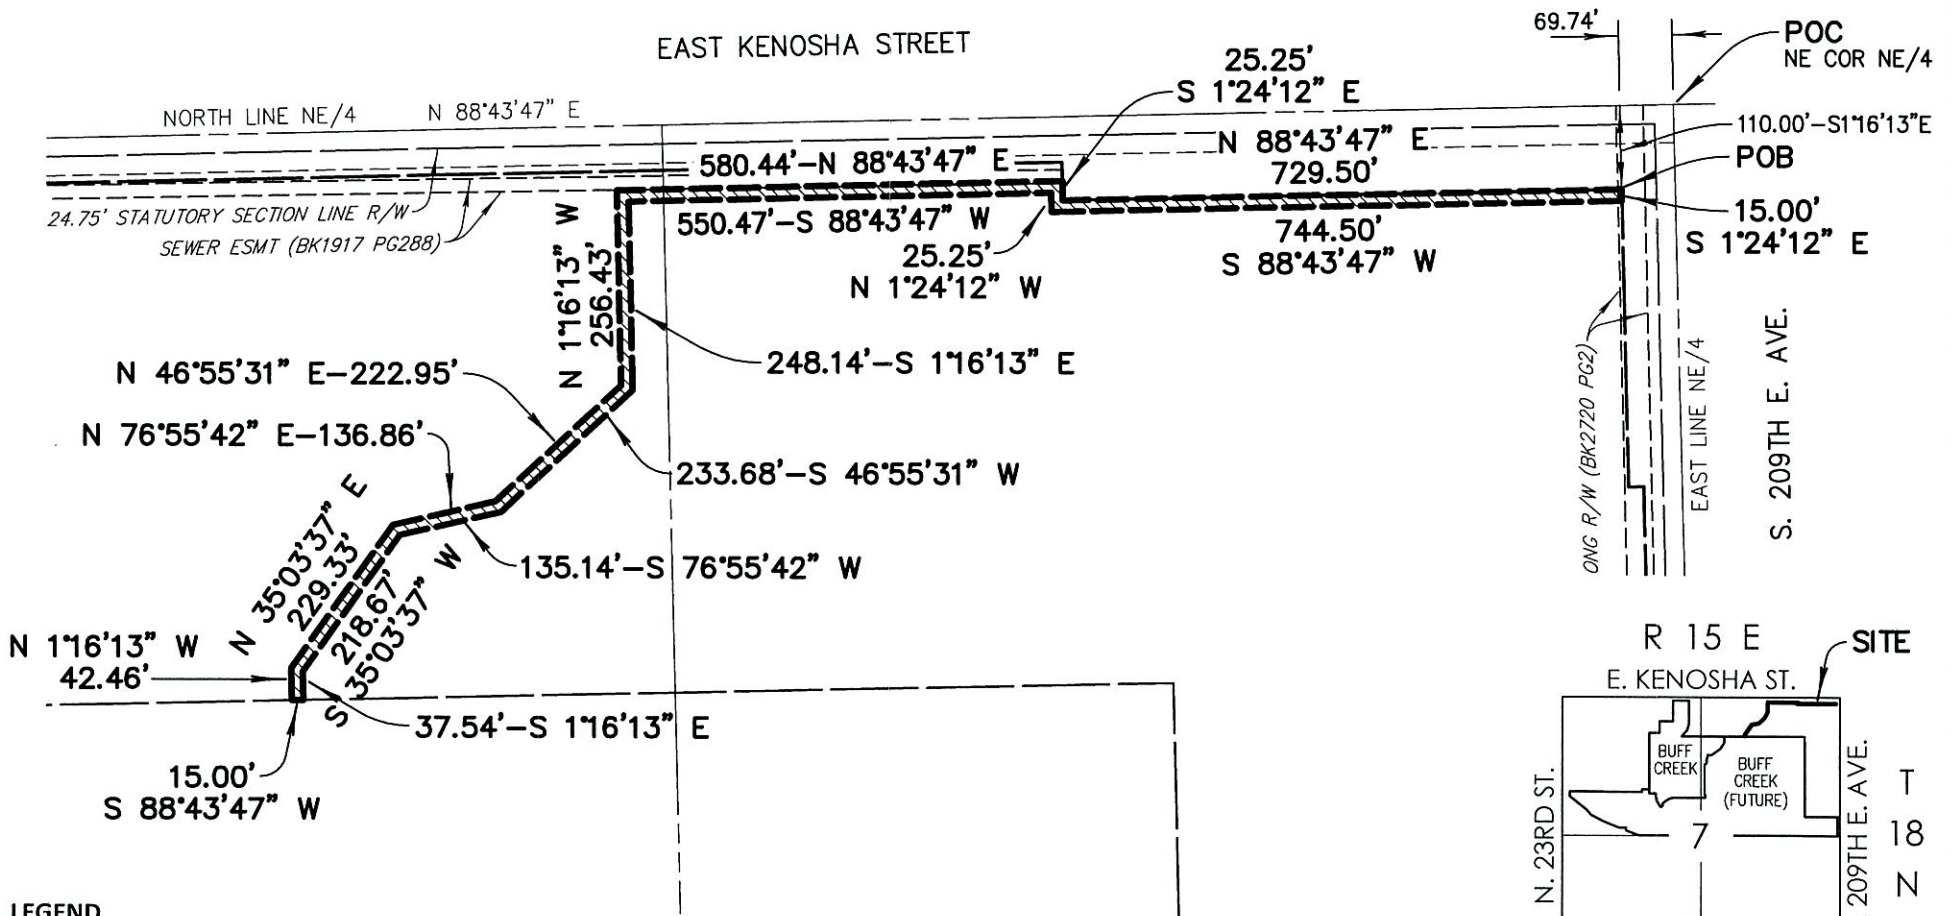 EAST KENOSHA STREET
69.74'
POC
NE COR NE/4
25.25'
S 1°24'12" E
NORTH LINE NE/4 N 88°43'47" E
110.00'-S1°16'13"E
N 88°43'47" E
729.50'
POB
580.44'-N 88°43'47" E
24.75' STATUTORY SECTION LINE R/W
SEWER ESMT (BK1917 PG288)
550.47'-S 88°43'47" W
25.25'
N 1°24'12" W
744.50'
S 88°43'47" W
15.00'
S 1°24'12" E
N 1°16'13" W
256.43'
248.14'-S 1°16'13" E
N 46°55'31" E-222.95'
N 76°55'42" E-136.86'
233.68'-S 46°55'31" W
135.14'-S 76°55'42" W
N 35°03'37" E
229.33'
218.67'
S 35°03'37" W
N 1°16'13" W
42.46'
37.54'-S 1°16'13" E
15.00'
S 88°43'47" W
ONG R/W (BK2720 PG2)
EAST LINE NE/4
S. 209TH E. AVE.
R 15 E
SITE
E. KENOSHA ST.
BUFF
CREEK
BUFF
CREEK
(FUTURE)
7
N. 23RD ST.
209TH E. AVE.
T
18
N
LEGEND